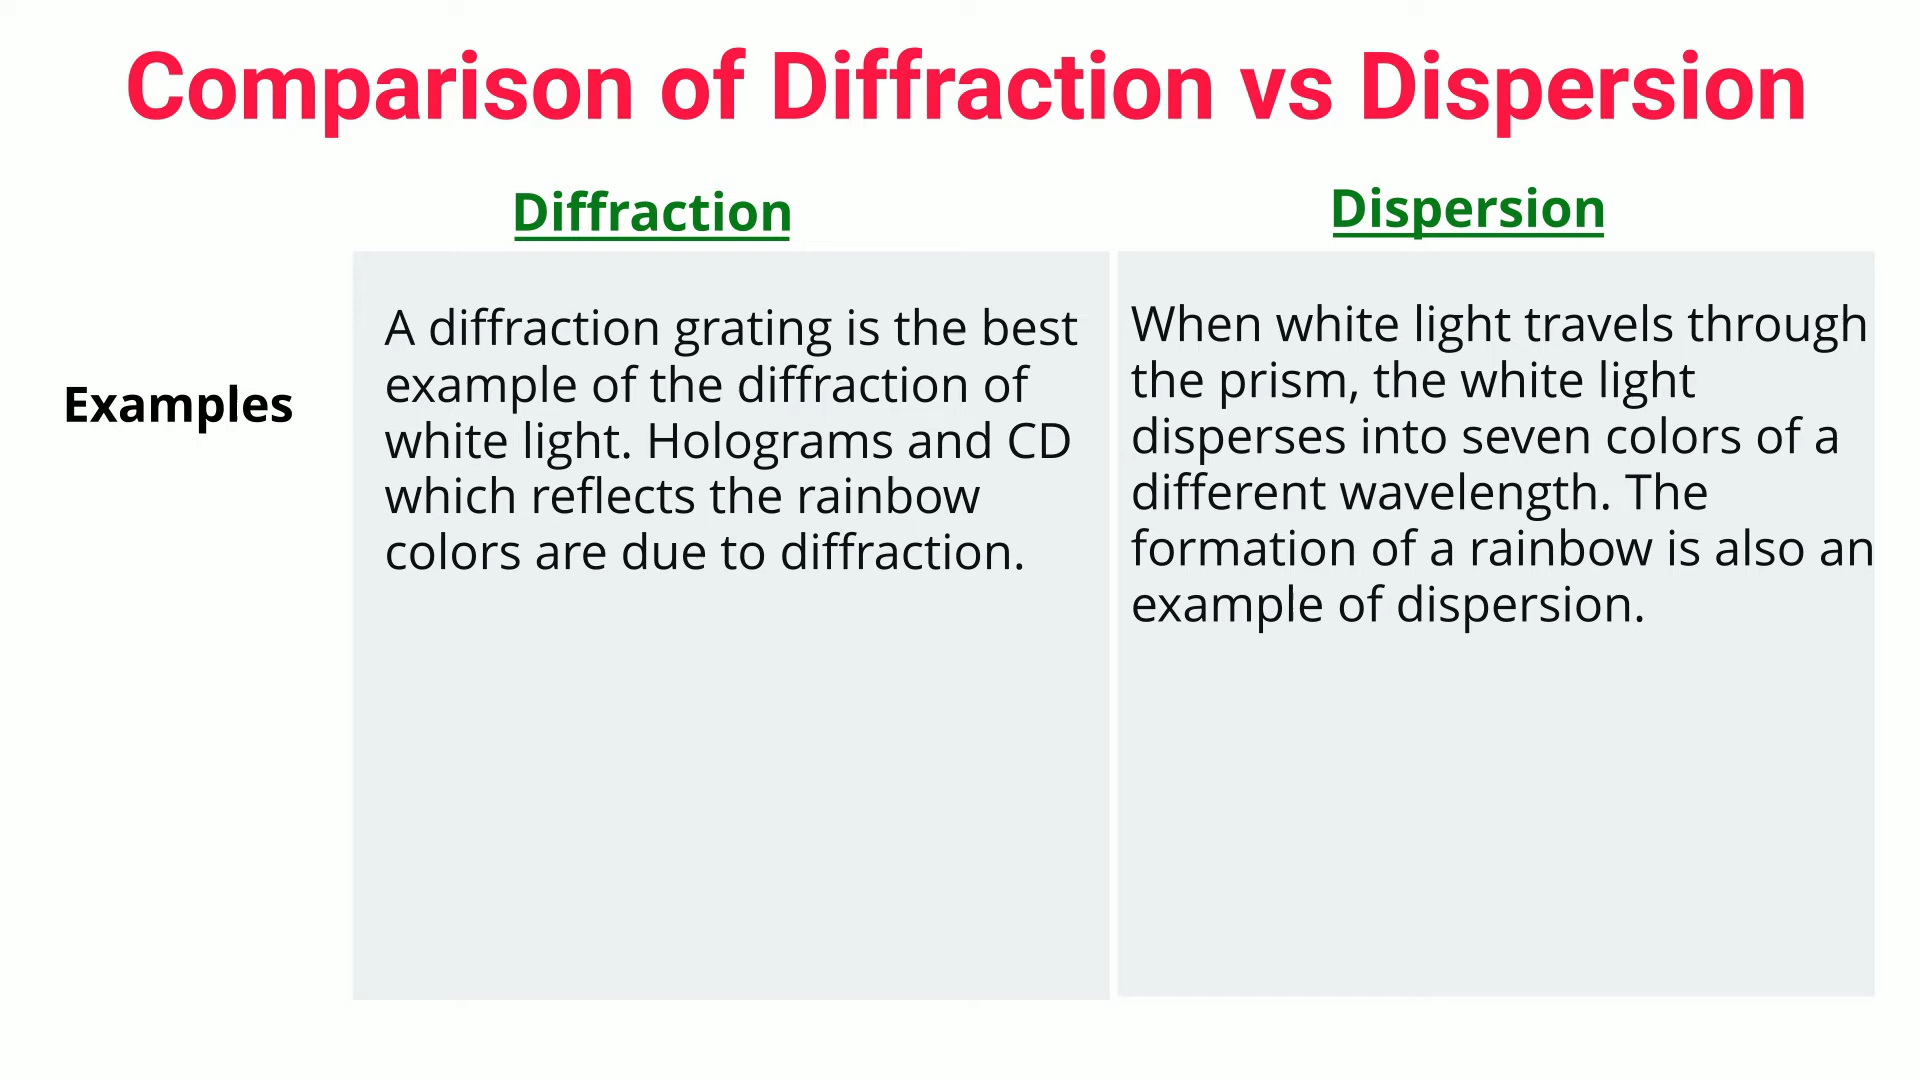 Comparison of Diffraction vs Dispersion
Diffraction
Dispersion
Examples
A diffraction grating is the best
example of the diffraction of
white light. Holograms and CD
which reflects the rainbow
colors are due to diffraction.
When white light travels through
the prism, the white light
disperses into seven colors of a
different wavelength. The
formation of a rainbow is also an
example of dispersion.